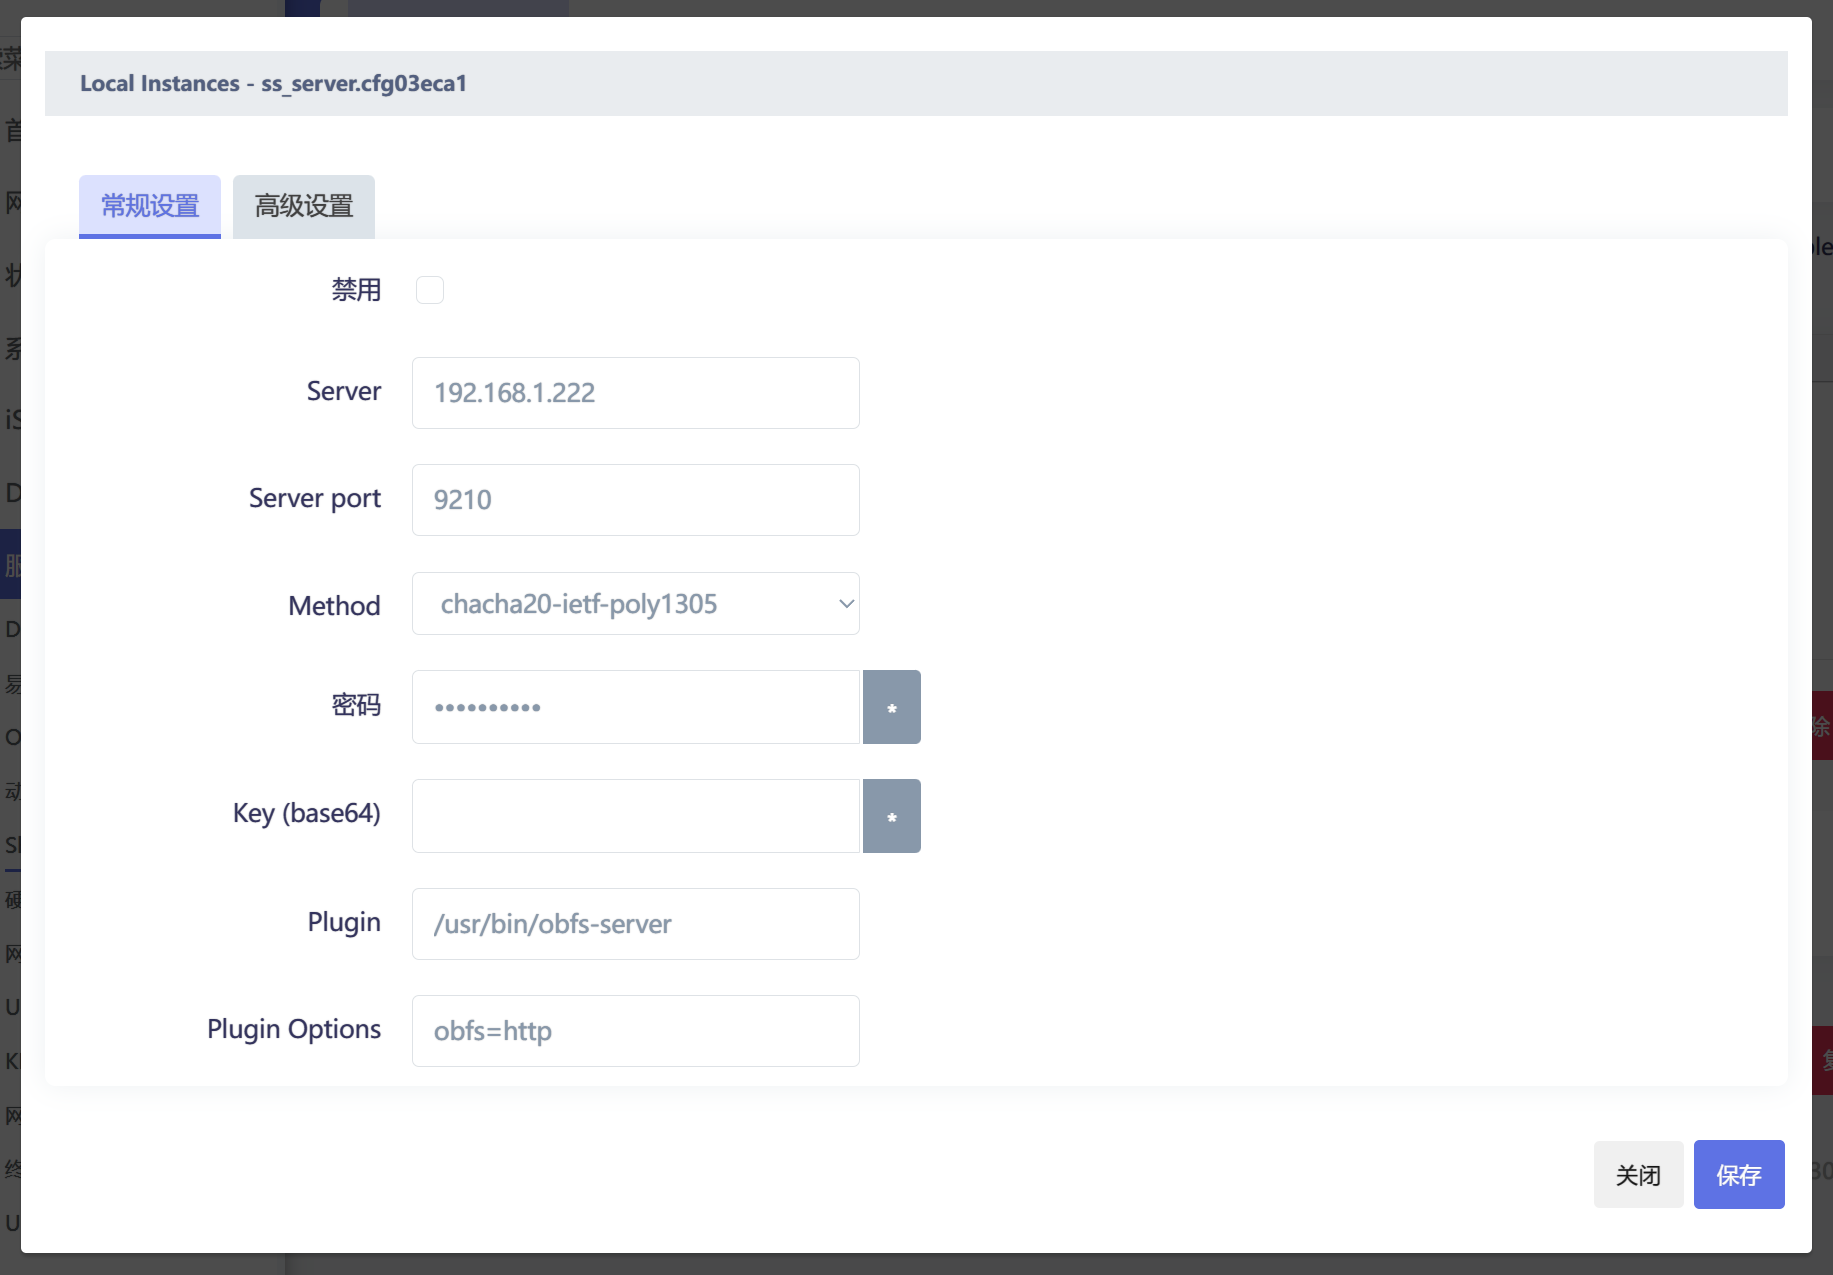 Local Instances - ss_server.cfg03eca1
常规设置 高级设置
禁用
Server 192.168.1.222
Server port 9210
Method chacha20-ietf-poly1305
密码 •••••••••• *
Key (base64) *
Plugin /usr/bin/obfs-server
Plugin Options obfs=http
关闭 保存